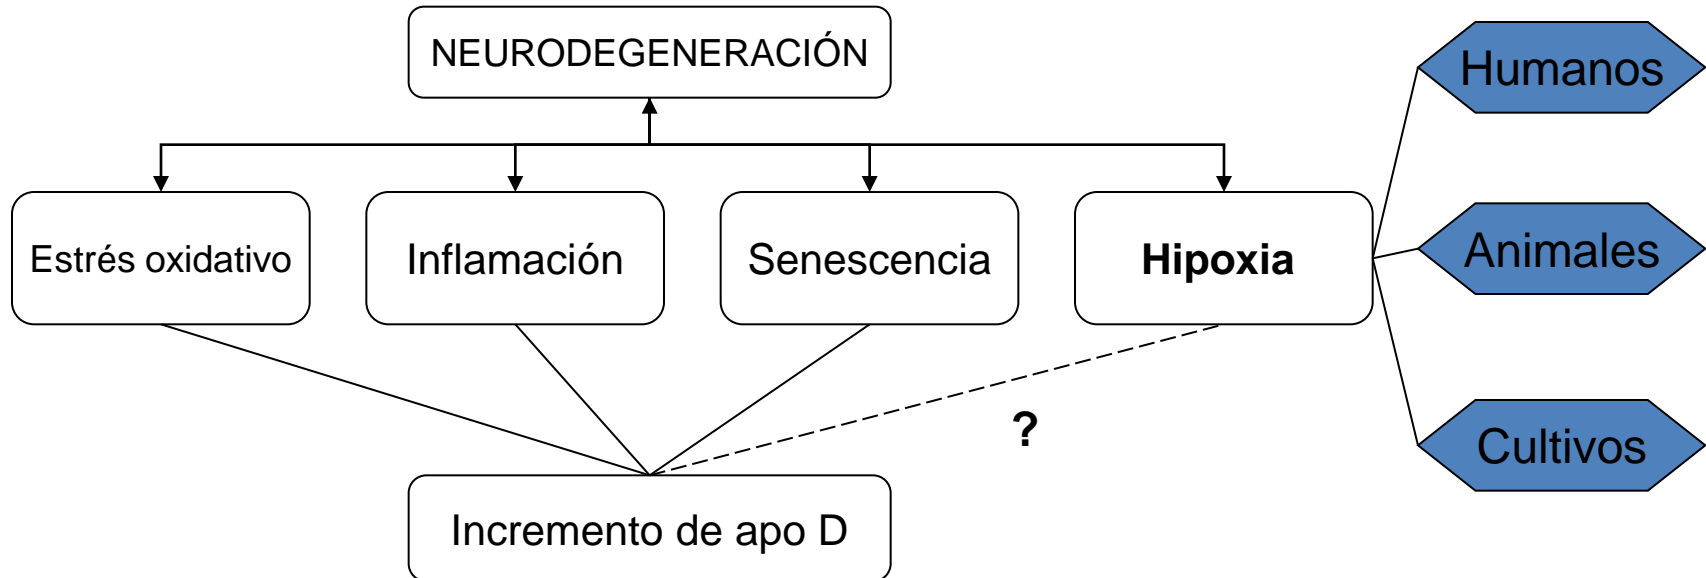 NEURODEGENERACIÓN
Humanos
Estrés oxidativo
Inflamación
Senescencia
Hipoxia
Animales
?
Cultivos
Incremento de apo D